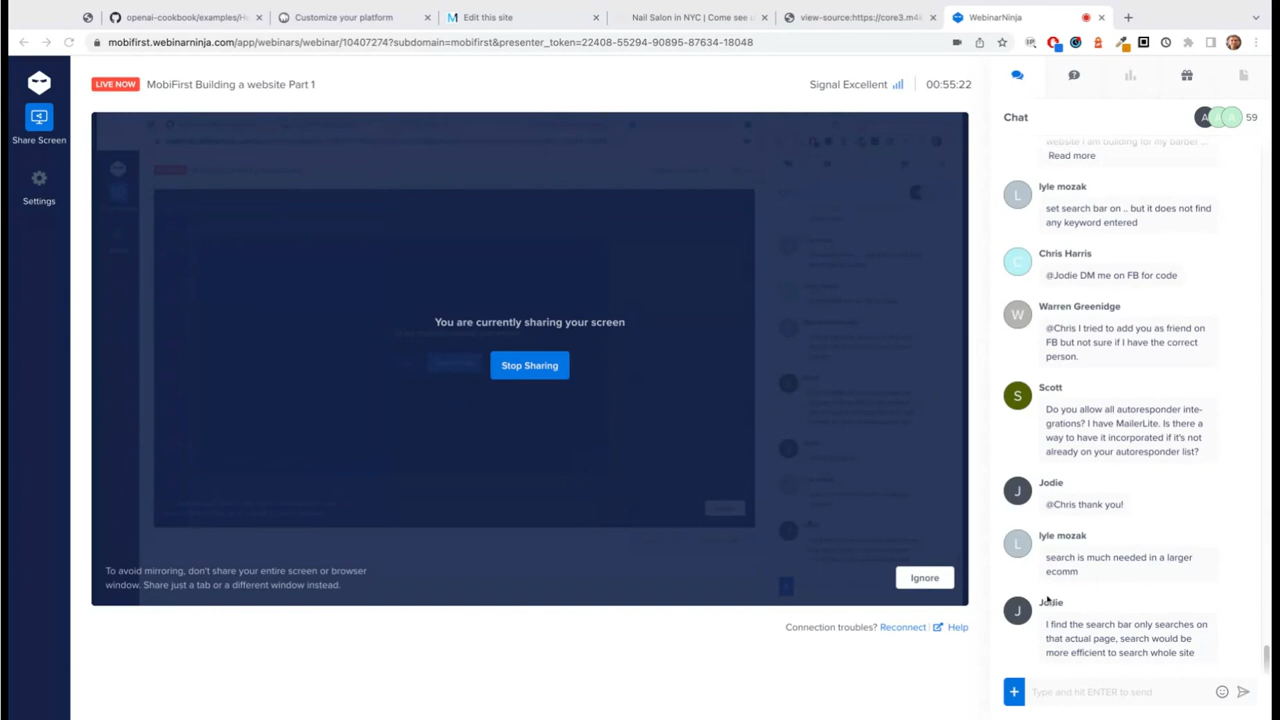 openai-cookbook/examples/H
Customize your platform
Edit this site
Nail Salon in NYC | Come see u
view-source:https://core3.m4k
WebinarNinja
mobifirst.webinarninja.com/app/webinars/webinar/10407274?subdomain=mobifirst&presenter_token=22408-55294-90895-87634-18048
LIVE NOW
MobiFirst Building a website Part 1
Signal Excellent
00:55:22
Share Screen
Settings
You are currently sharing your screen
Stop Sharing
To avoid mirroring, don't share your entire screen or browser
window. Share just a tab or a different window instead.
Ignore
Connection troubles? Reconnect
Help
Chat
59
website I am building for my barber ...
Read more
lyle mozak
set search bar on .. but it does not find
any keyword entered
Chris Harris
@Jodie DM me on FB for code
Warren Greenidge
@Chris I tried to add you as friend on
FB but not sure if I have the correct
person.
Scott
Do you allow all autoresponder inte-
grations? I have MailerLite. Is there a
way to have it incorporated if it's not
already on your autoresponder list?
Jodie
@Chris thank you!
lyle mozak
search is much needed in a larger
ecomm
Jodie
I find the search bar only searches on
that actual page, search would be
more efficient to search whole site
Type and hit ENTER to send